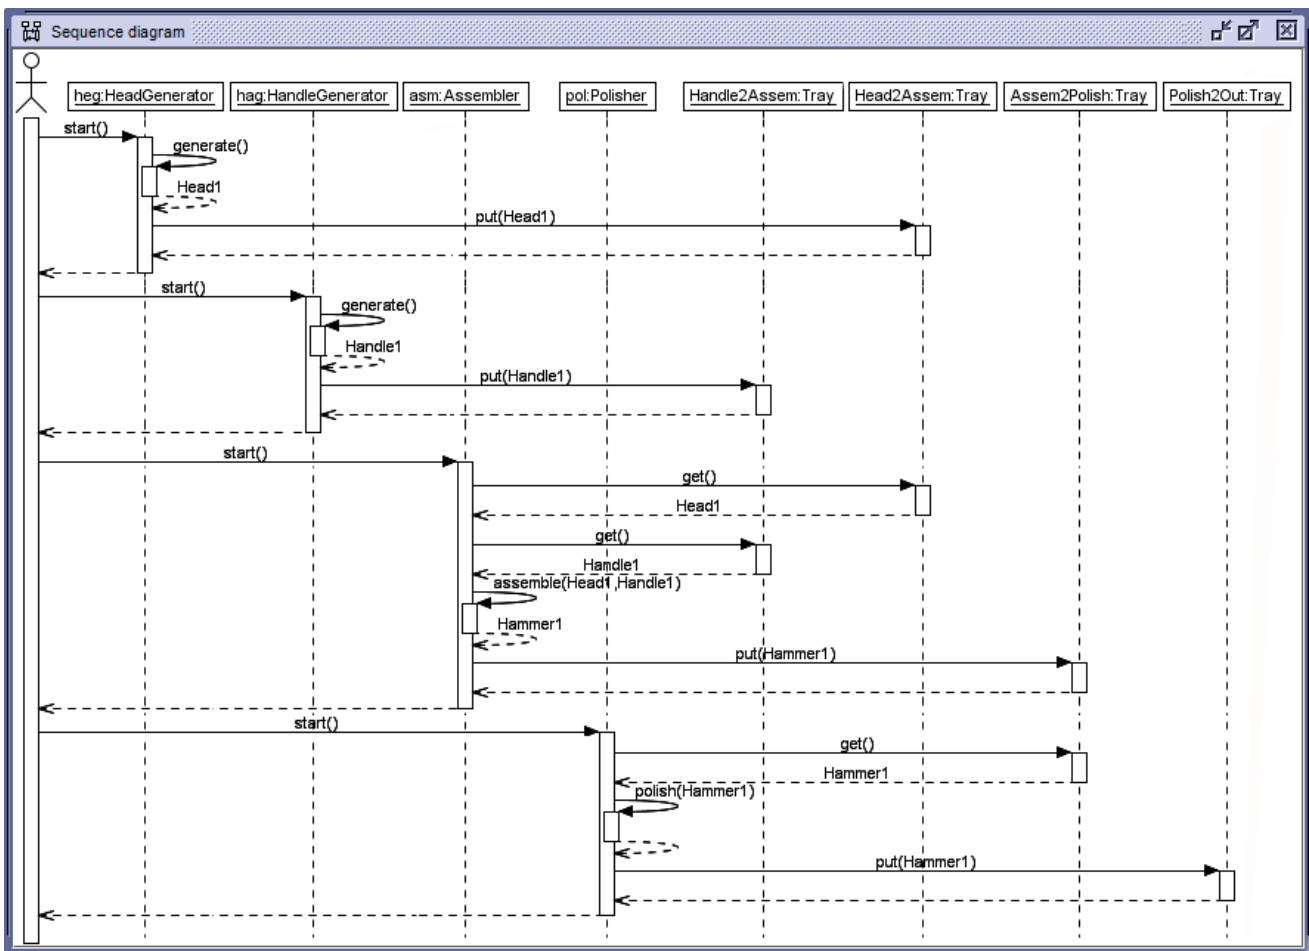 Sequence diagram
heg:HeadGenerator hag:HandleGenerator asm:Assembler pol:Polisher Handle2Assem:Tray Head2Assem:Tray Assem2Polish:Tray Polish2Out:Tray
start()
generate()
Head1
put(Head1)
start()
generate()
Handle1
put(Handle1)
start()
get()
Head1
get()
Handle1
assemble(Head1,Handle1)
Hammer1
put(Hammer1)
start()
get()
Hammer1
polish(Hammer1)
put(Hammer1)